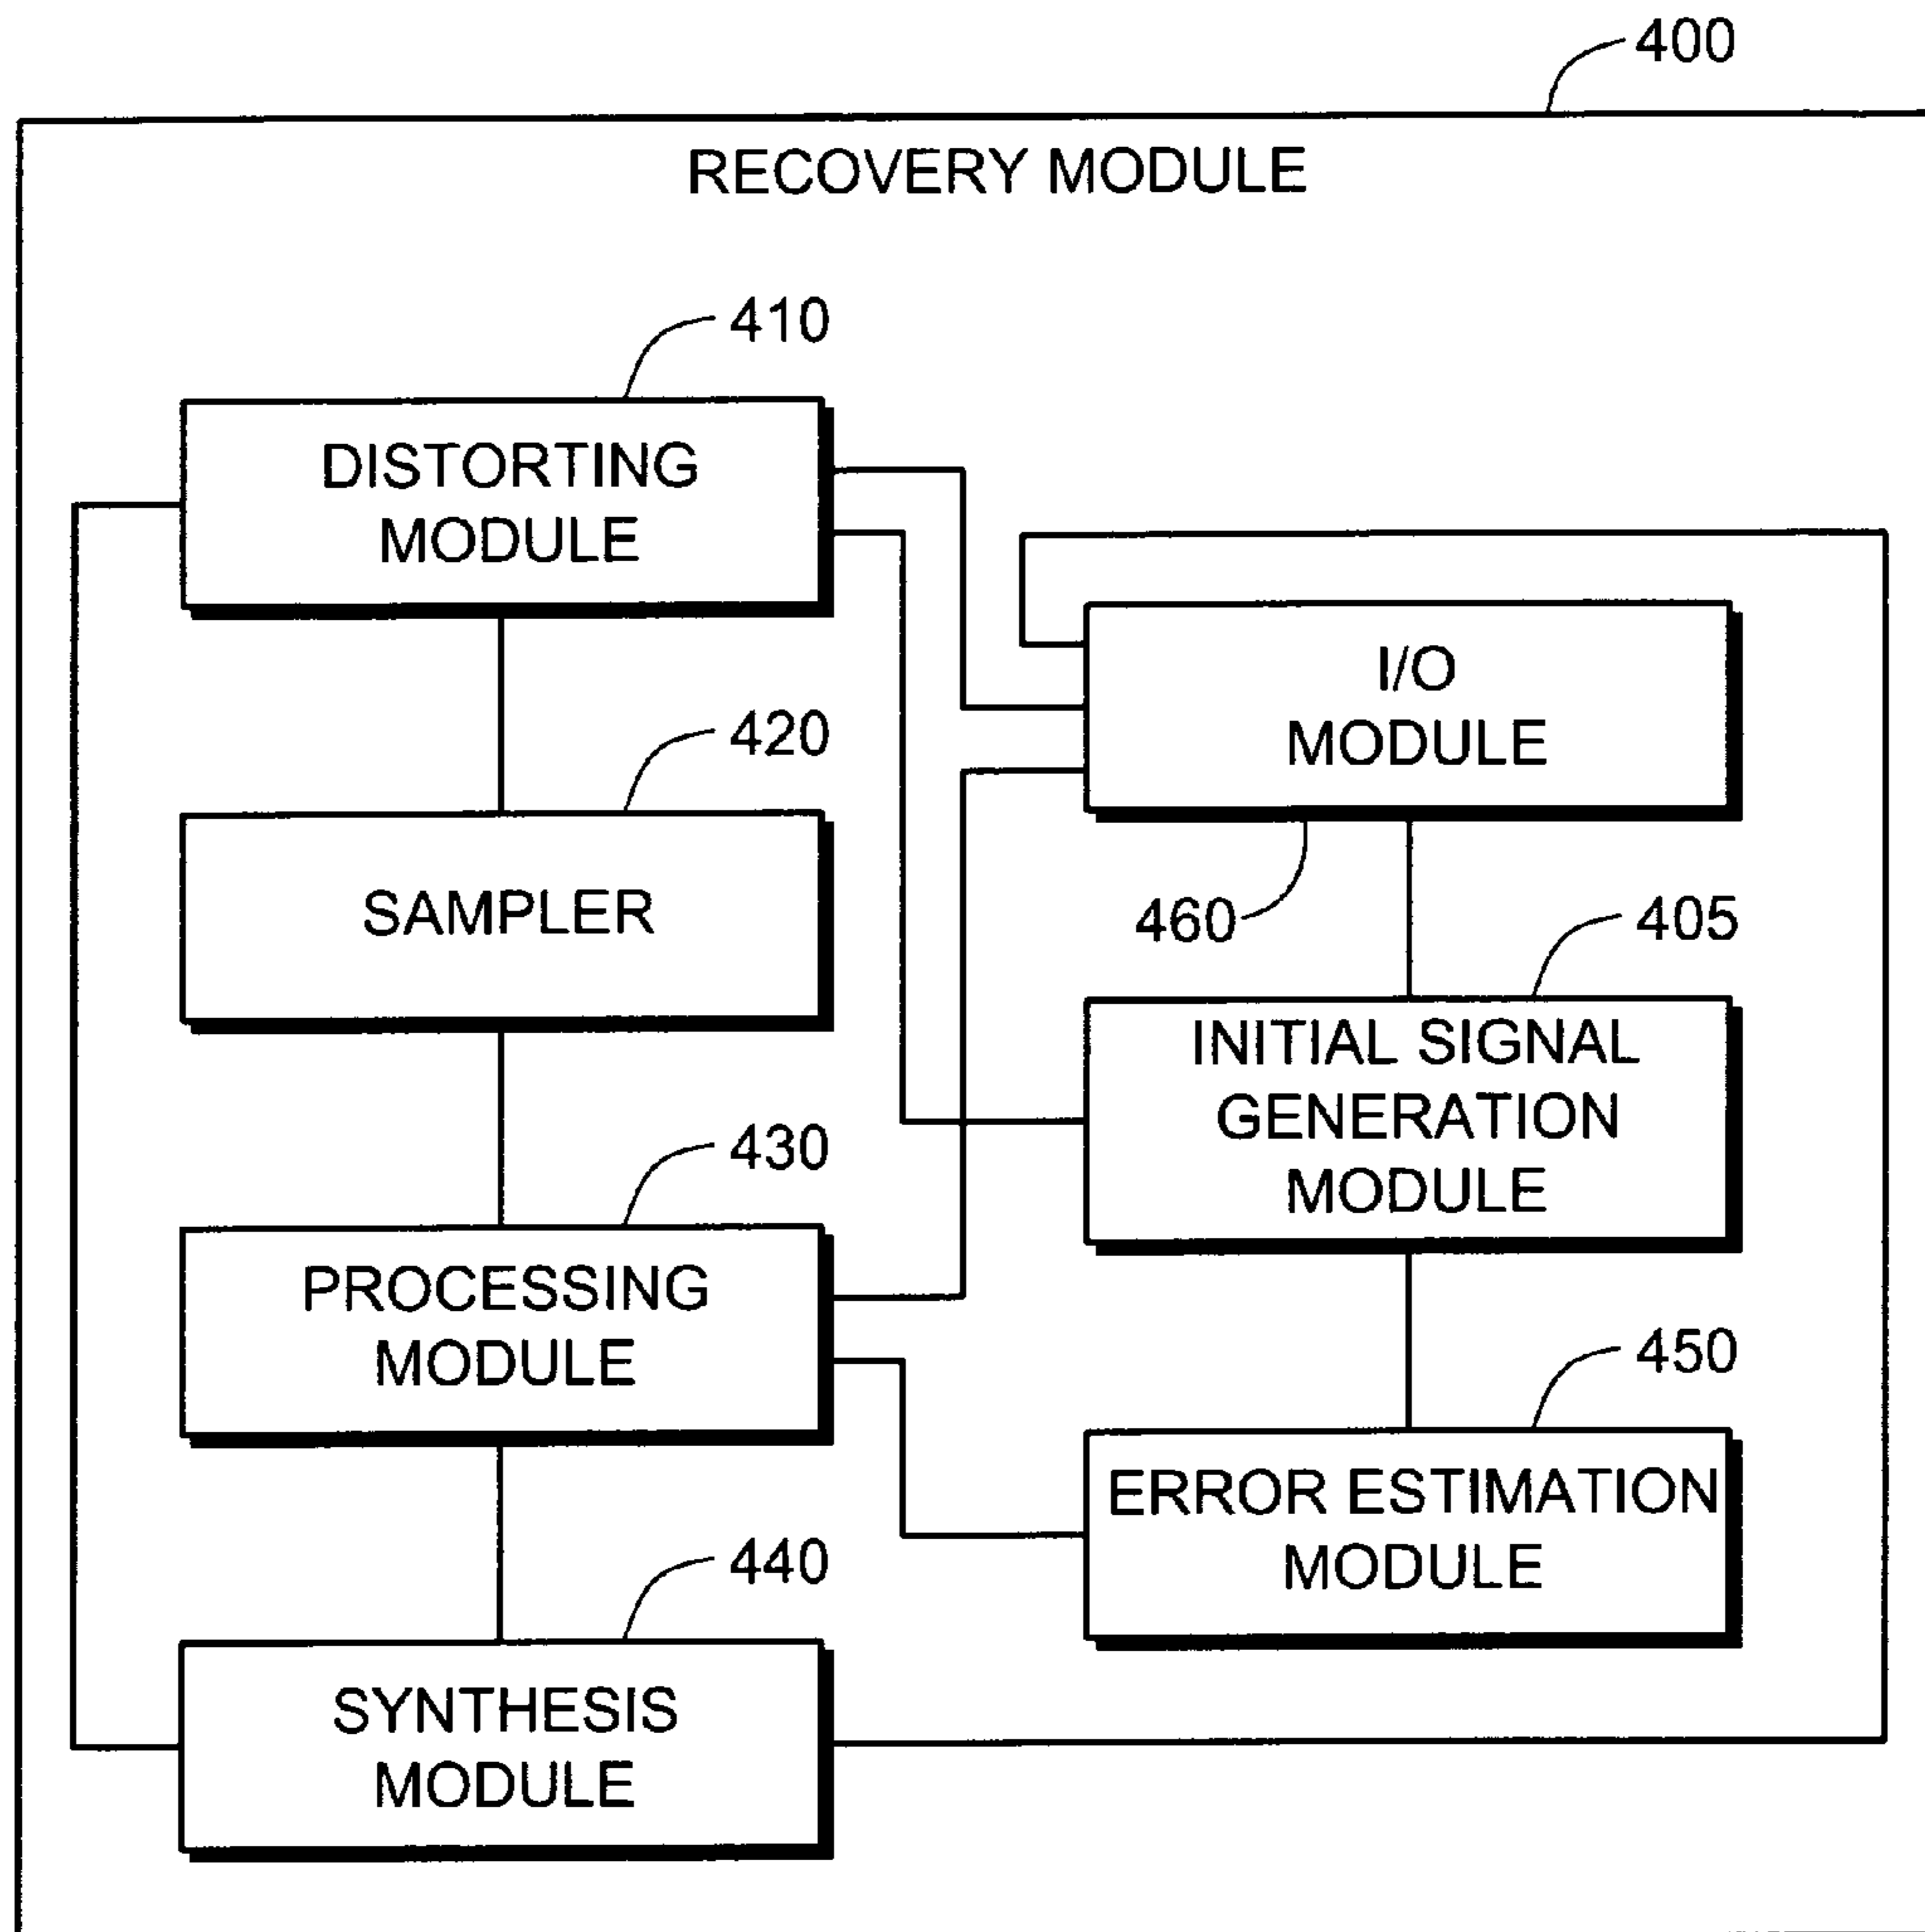 400
RECOVERY MODULE
410
DISTORTING
MODULE
420
SAMPLER
430
PROCESSING
MODULE
440
SYNTHESIS
MODULE
I/O
MODULE
460
405
INITIAL SIGNAL
GENERATION
MODULE
450
ERROR ESTIMATION
MODULE